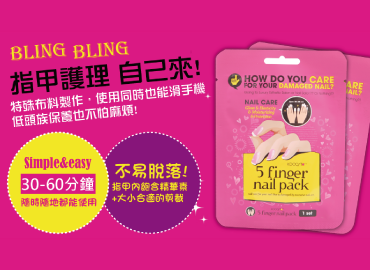 BLING BLING
指甲護理 自己來!
特殊布料製作，使用同時也能滑手機
低頭族保養也不怕麻煩!
Simple&easy
30-60分鐘
隨時隨地都能使用
不易脫落!
指甲內飽含精華素
+大小合適的剪裁
HOW DO YOU CARE
FOR YOUR DAMAGED NAIL?
NAIL CARE
5 finger
nail pack